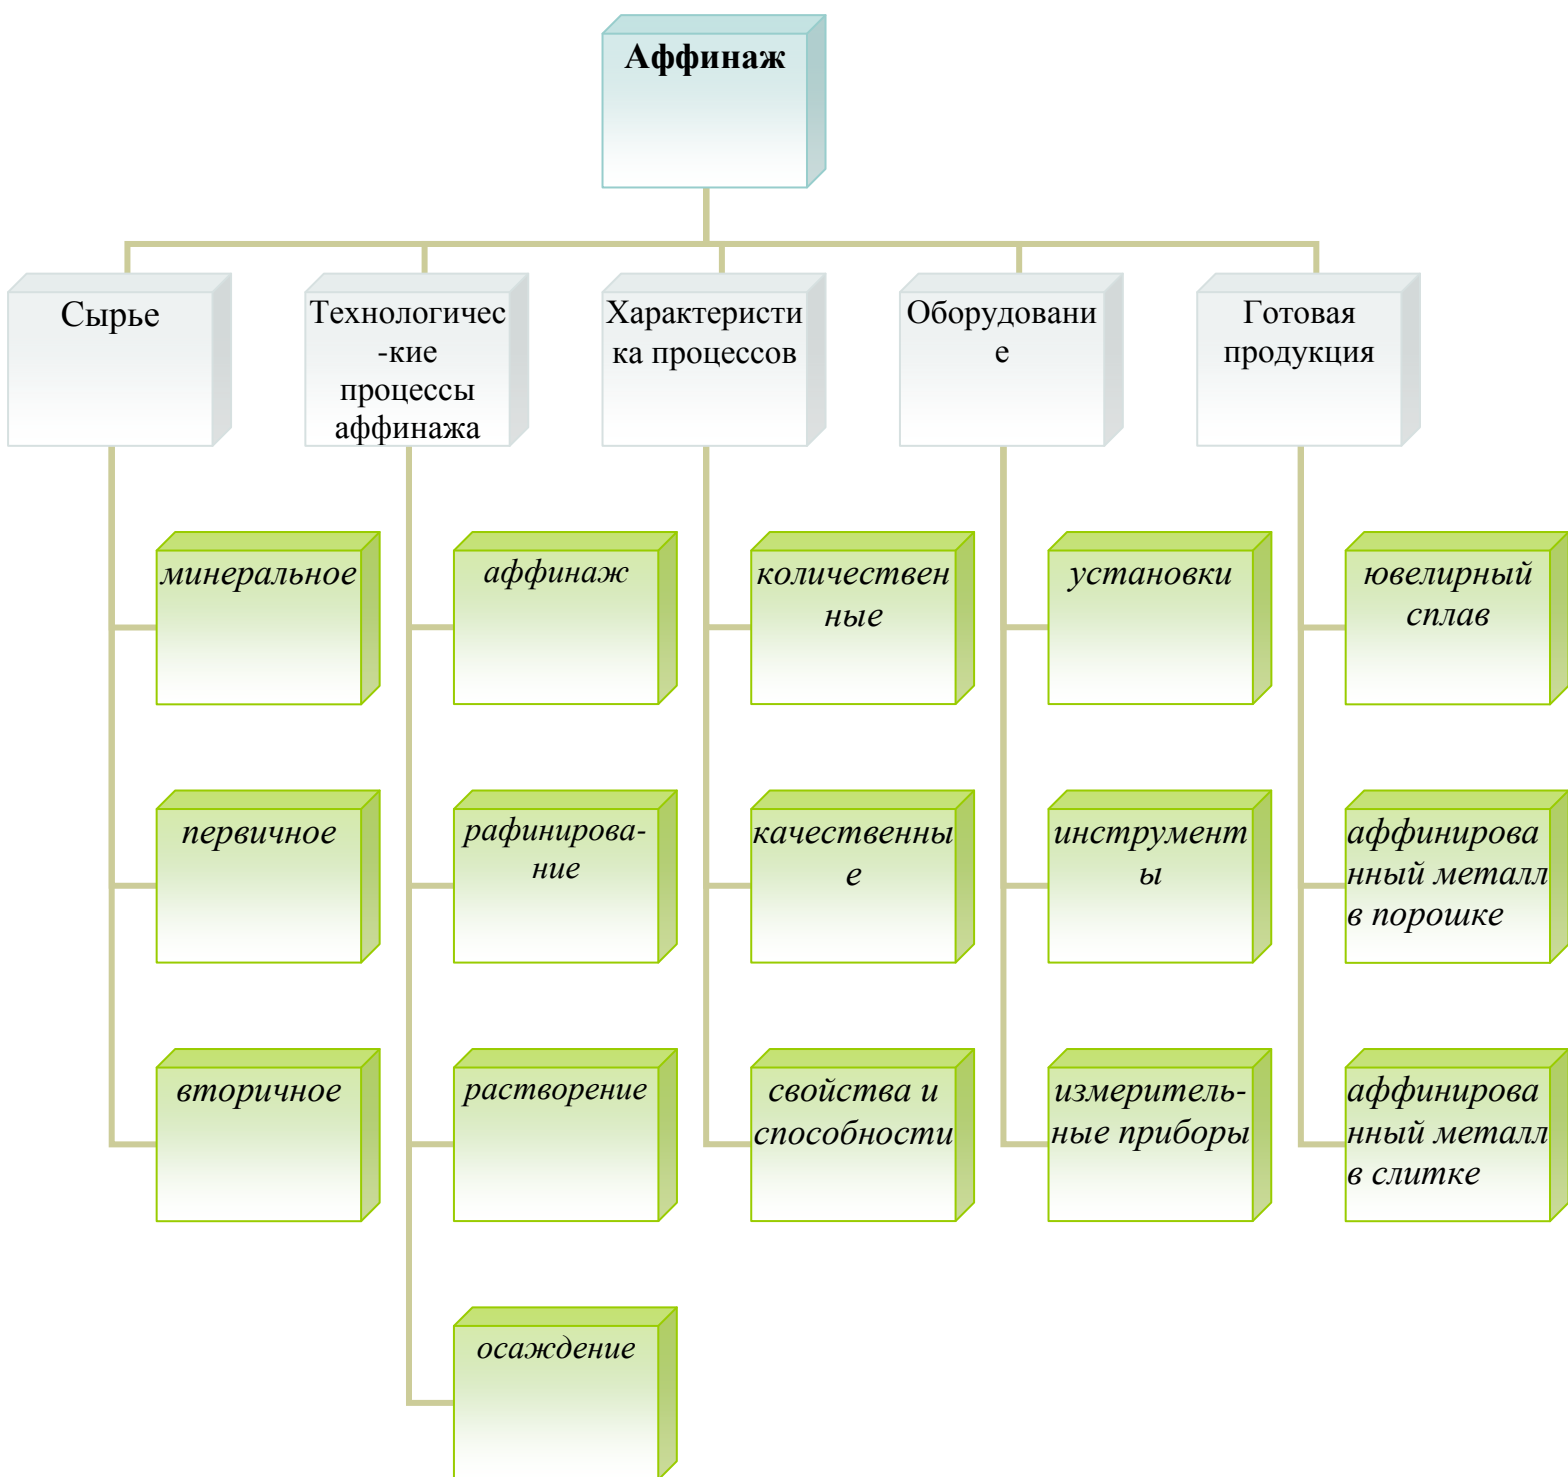 Аффинаж
Сырье
Технологичес
-кие
процессы
аффинажа
Характеристи
ка процессов
Оборудовани
е
Готовая
продукция
минеральное
аффинаж
количествен
ные
установки
ювелирный
сплав
первичное
рафинирова-
ние
качественны
е
инструмент
ы
аффинирова
нный металл
в порошке
вторичное
растворение
свойства и
способности
измеритель-
ные приборы
аффинирова
нный металл
в слитке
осаждение